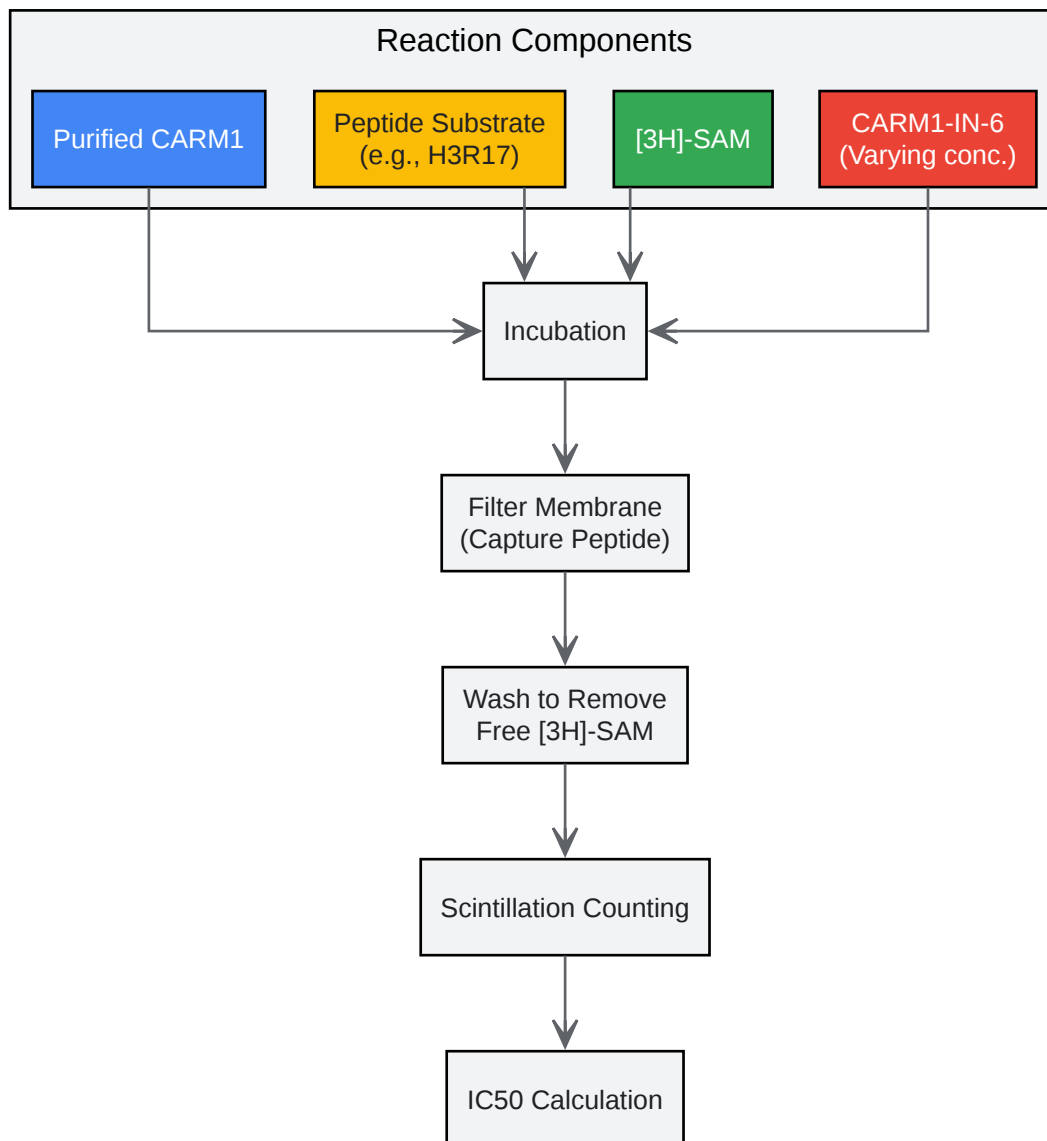 Reaction Components
Purified CARM1
Peptide Substrate
(e.g., H3R17)
[3H]-SAM
CARM1-IN-6
(Varying conc.)
Incubation
Filter Membrane
(Capture Peptide)
Wash to Remove
Free [3H]-SAM
Scintillation Counting
IC50 Calculation